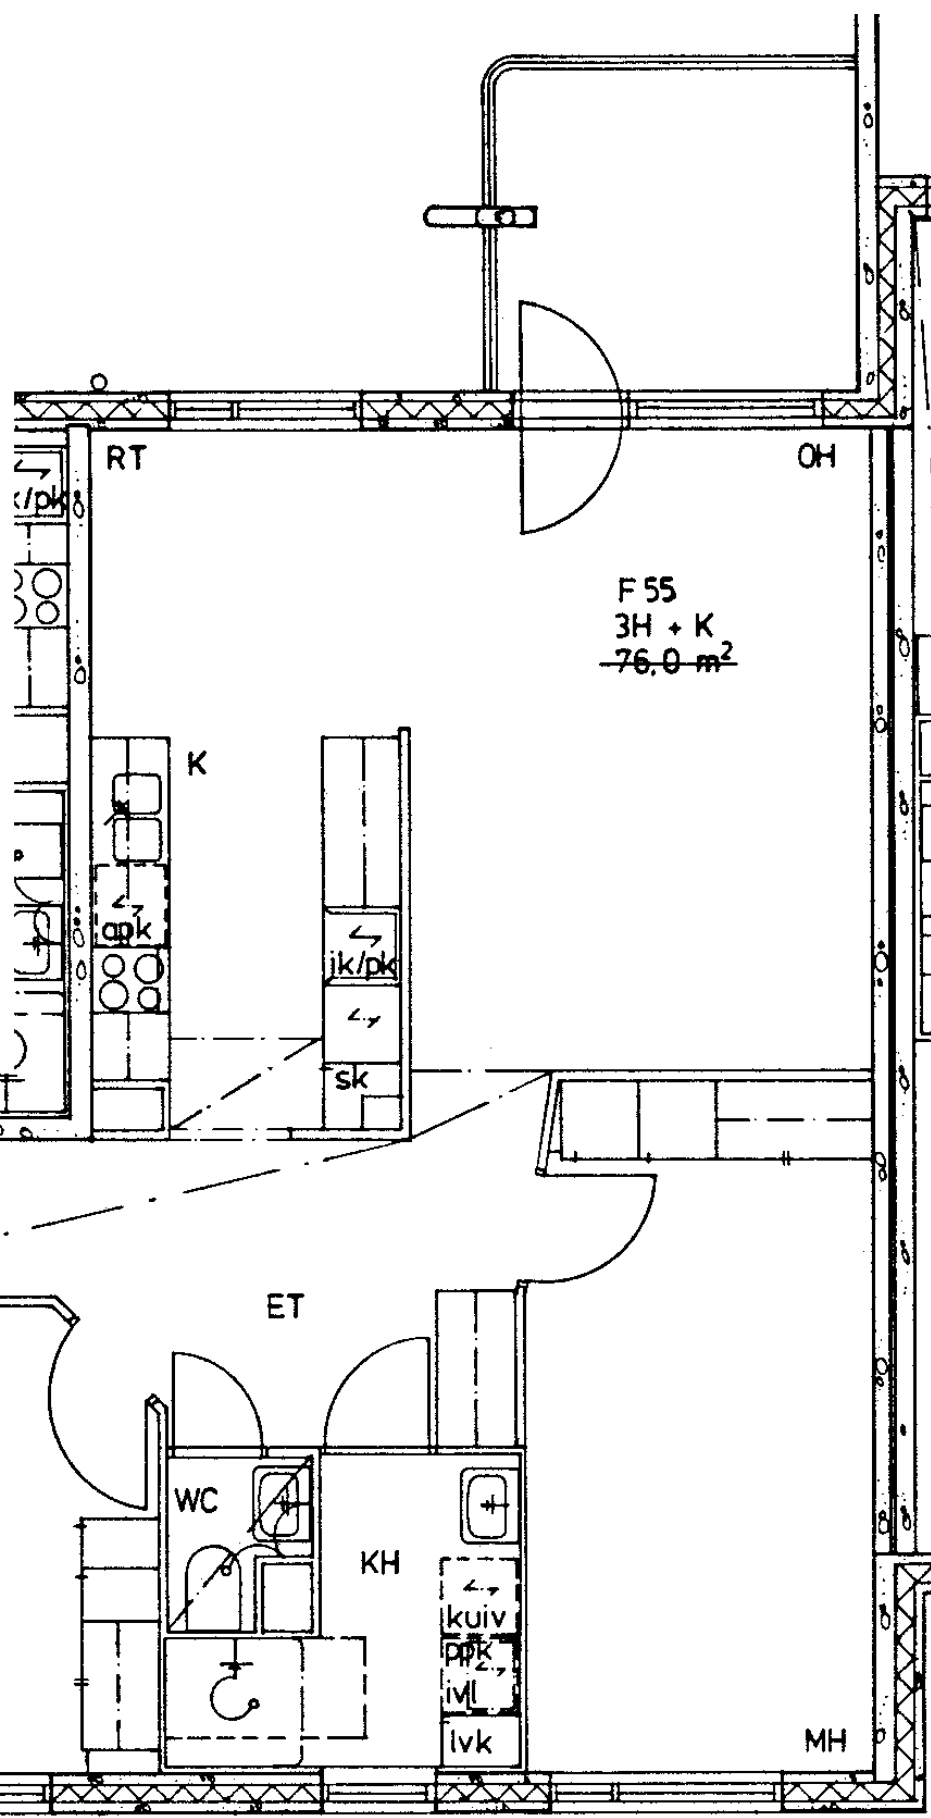 RT
OH
k/pk
F 55
3H + K
76.0 m²
K
apk
jk/pk
sk
ET
WC
KH
kuiv
ppk
ivl
lvk
MH